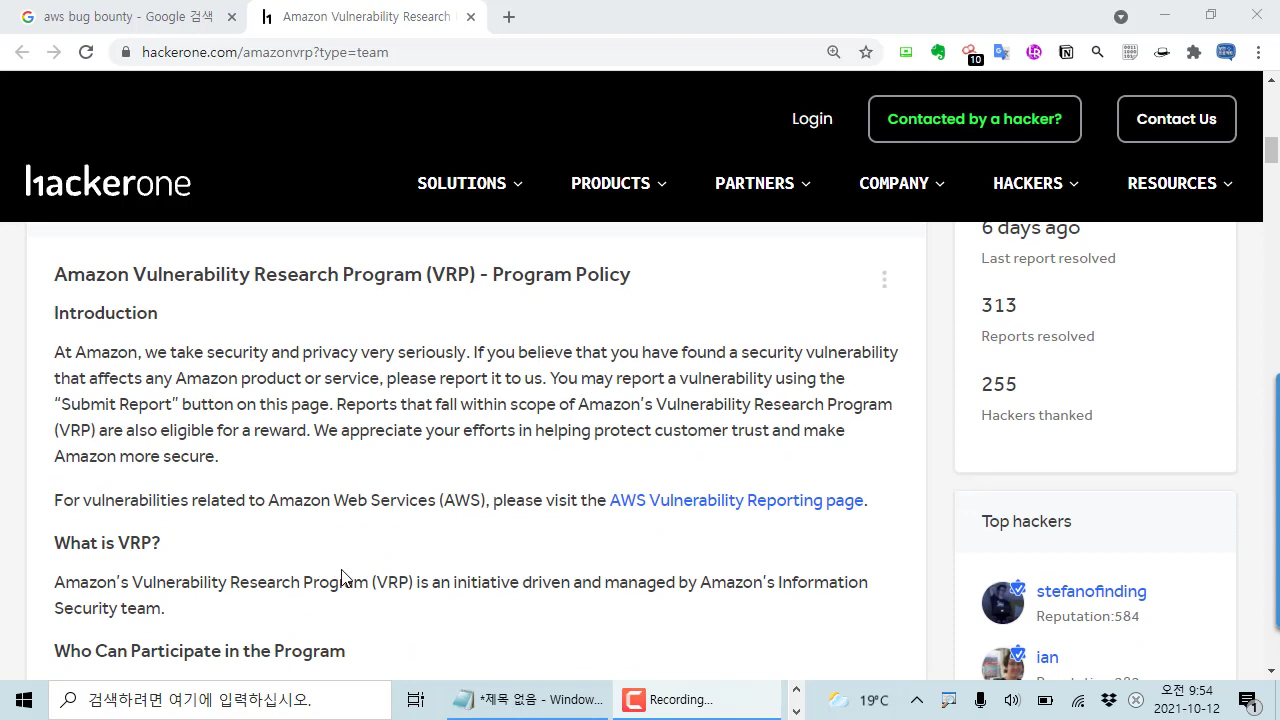 aws bug bounty - Google 검색
Amazon Vulnerability Research
hackerone.com/amazonvrp?type=team
10
Login
Contacted by a hacker?
Contact Us
hackerone
SOLUTIONS
PRODUCTS
PARTNERS
COMPANY
HACKERS
RESOURCES
6 days ago
Last report resolved
313
Reports resolved
255
Hackers thanked
Amazon Vulnerability Research Program (VRP) - Program Policy
Introduction
At Amazon, we take security and privacy very seriously. If you believe that you have found a security vulnerability
that affects any Amazon product or service, please report it to us. You may report a vulnerability using the
“Submit Report” button on this page. Reports that fall within scope of Amazon’s Vulnerability Research Program
(VRP) are also eligible for a reward. We appreciate your efforts in helping protect customer trust and make
Amazon more secure.
For vulnerabilities related to Amazon Web Services (AWS), please visit the AWS Vulnerability Reporting page.
What is VRP?
Amazon’s Vulnerability Research Program (VRP) is an initiative driven and managed by Amazon’s Information
Security team.
Who Can Participate in the Program
Top hackers
stefanofinding
Reputation:584
ian
검색하려면 여기에 입력하십시오.
*제목 없음 - Window...
Recording...
19°C
오전 9:54
2021-10-12
1